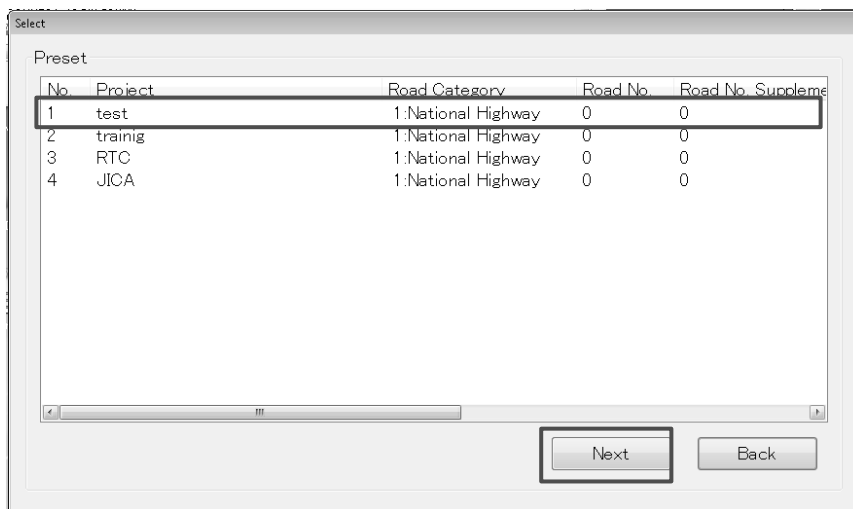 Select
Preset
No. Project Road Category Road No. Road No. Suppleme
1 test 1:National Highway 0 0
2 trainig 1:National Highway 0 0
3 RTC 1:National Highway 0 0
4 JICA 1:National Highway 0 0
Next Back